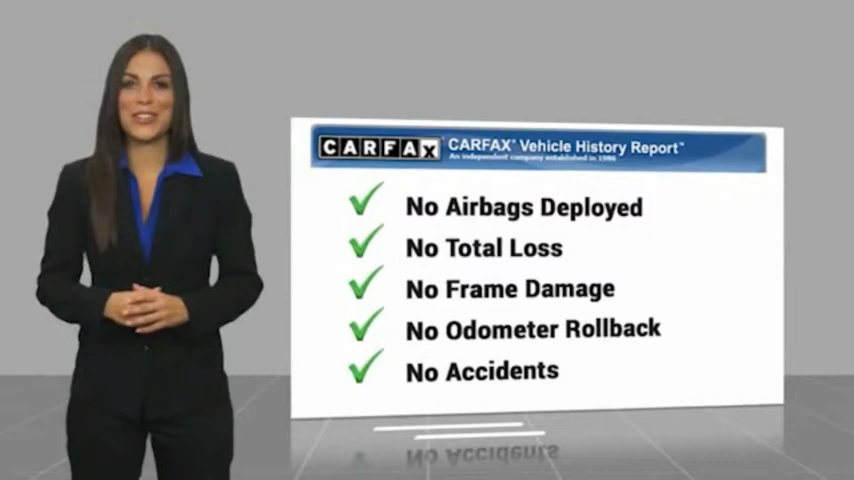 CARFAX CARFAX® Vehicle History Report™
An independent company established in 1986
No Airbags Deployed
No Total Loss
No Frame Damage
No Odometer Rollback
No Accidents
No Accidents